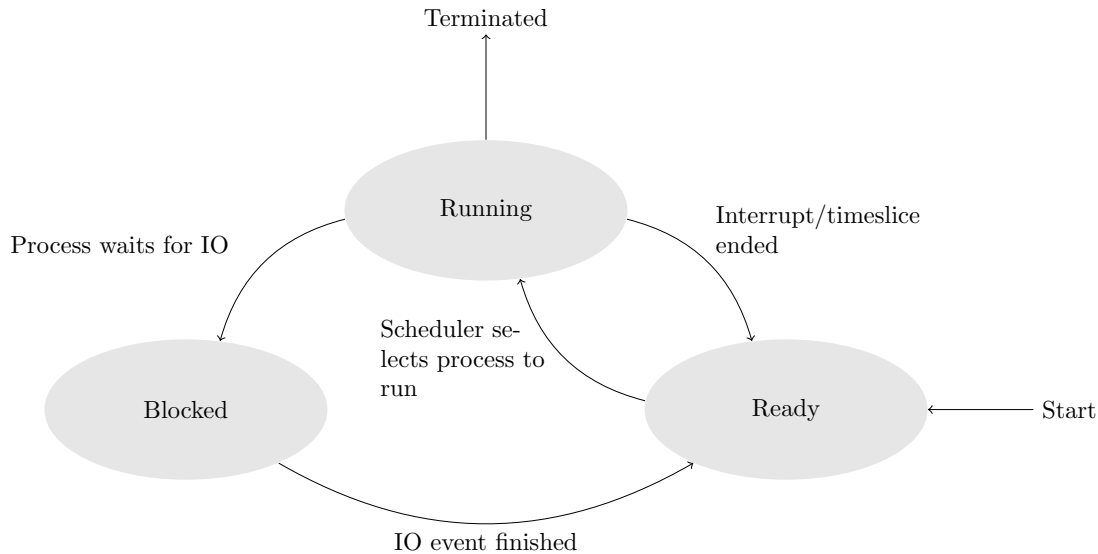 Terminated
Running
Interrupt/timeslice
ended
Process waits for IO
Scheduler se-
lects process to
run
Blocked
Ready
Start
IO event finished